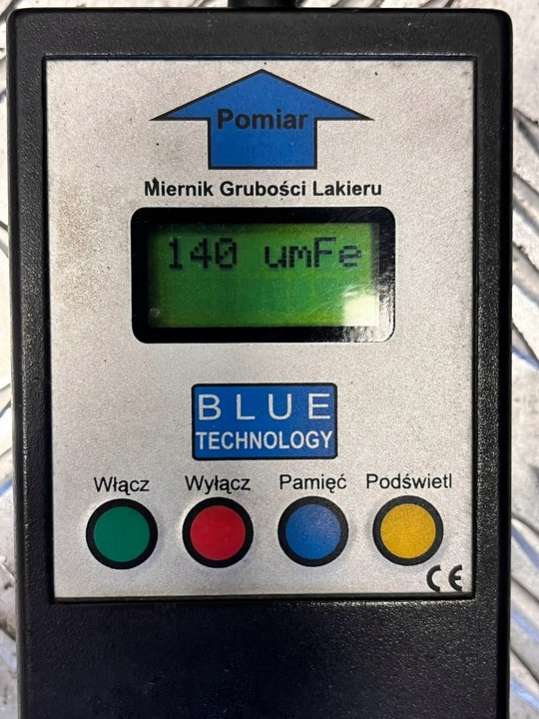 Pomiar
Miernik Grubości Lakieru
140 umFe
BLUE
TECHNOLOGY
Włącz Wyłącz Pamięć Podświetl
CE